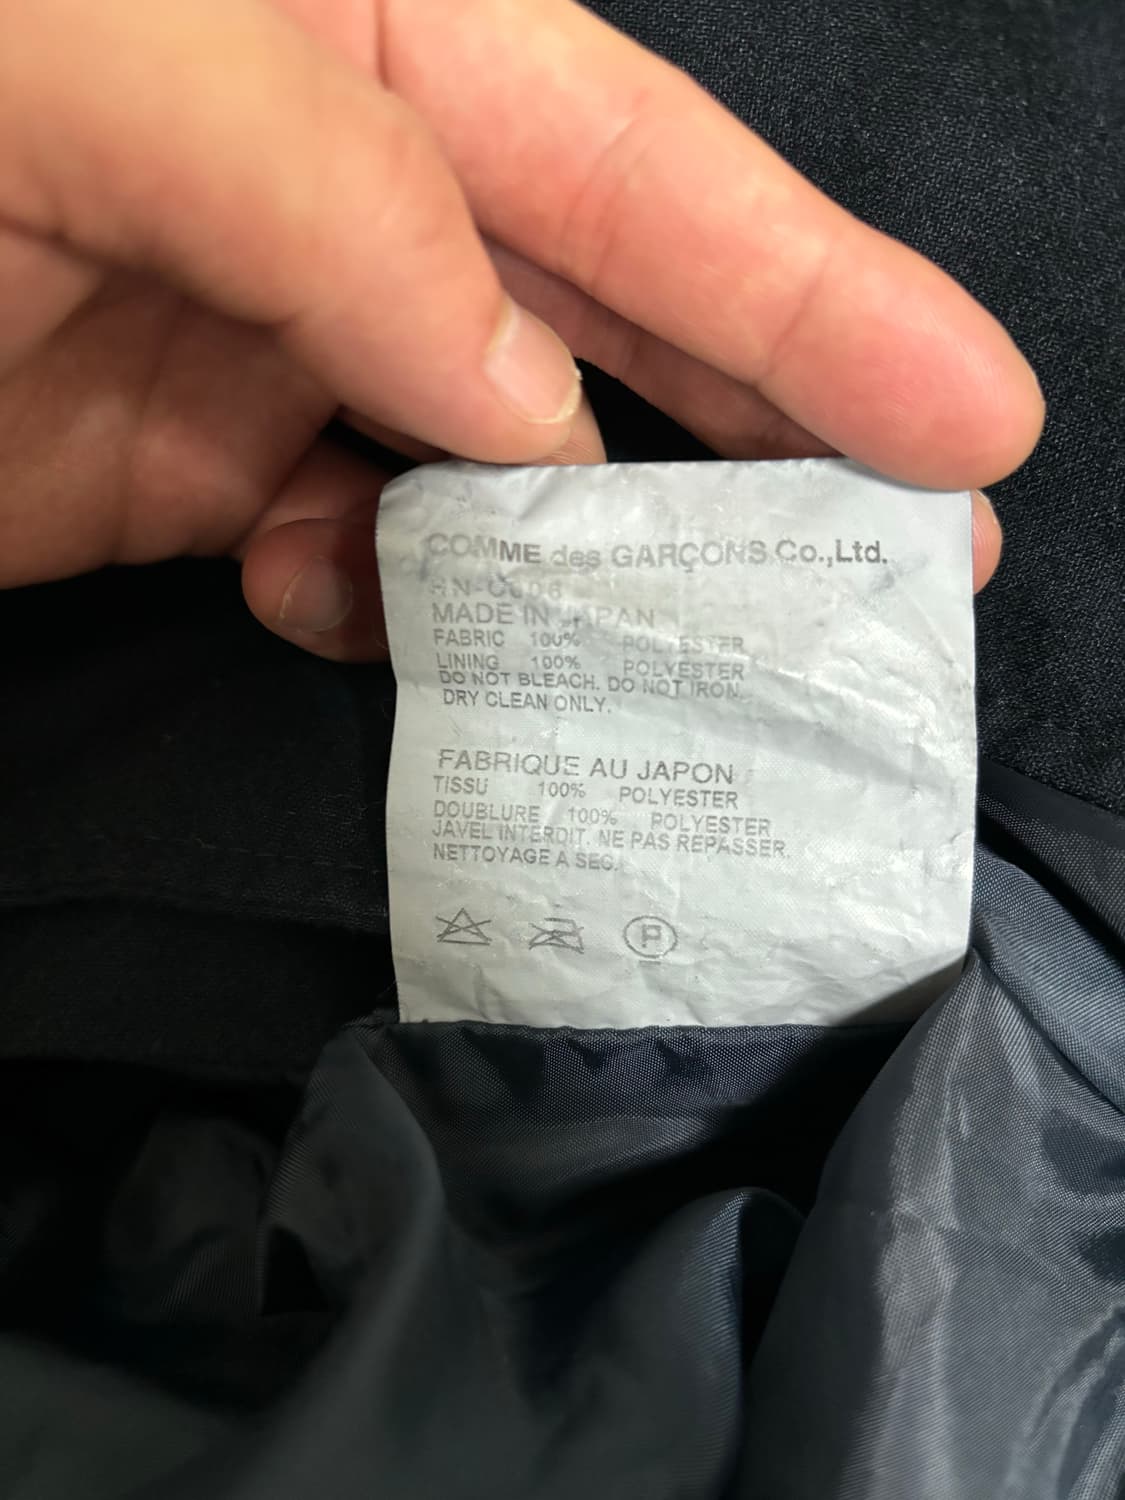 COMME des GARÇONS Co.,Ltd.
MADE IN JAPAN
FABRIC 100% POLYESTER
LINING 100% POLYESTER
DO NOT BLEACH. DO NOT IRON.
DRY CLEAN ONLY.
FABRIQUE AU JAPON
TISSU 100% POLYESTER
DOUBLURE 100% POLYESTER
JAVEL INTERDIT. NE PAS REPASSER.
NETTOYAGE A SEC.
P